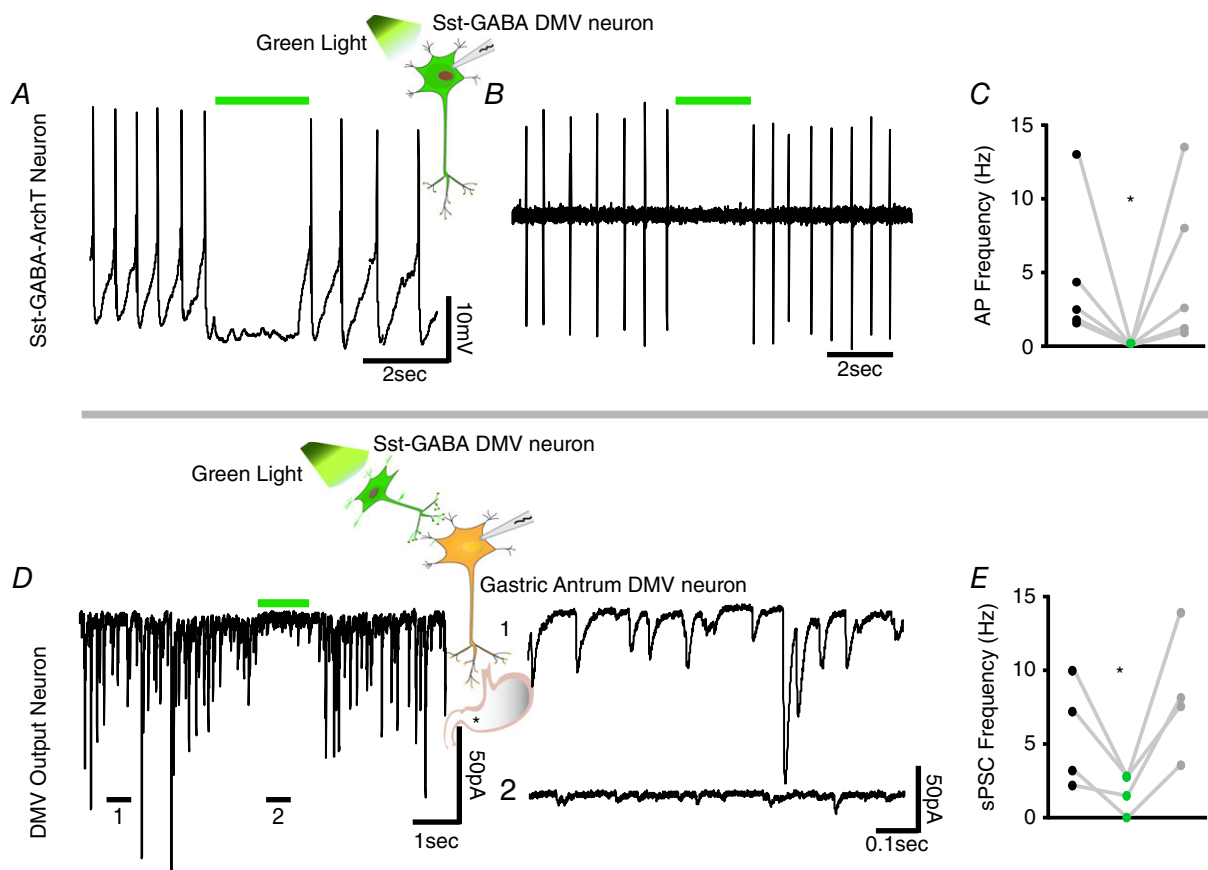 Sst-GABA DMV neuron
Green Light
A
B
C
Sst-GABA-ArchT Neuron
10mV
2sec
2sec
AP Frequency (Hz)
15
10
5
0
*
Sst-GABA DMV neuron
Green Light
D
Gastric Antrum DMV neuron
E
DMV Output Neuron
1
2
*
50pA
1sec
1
2
50pA
0.1sec
sPSC Frequency (Hz)
15
10
5
0
*